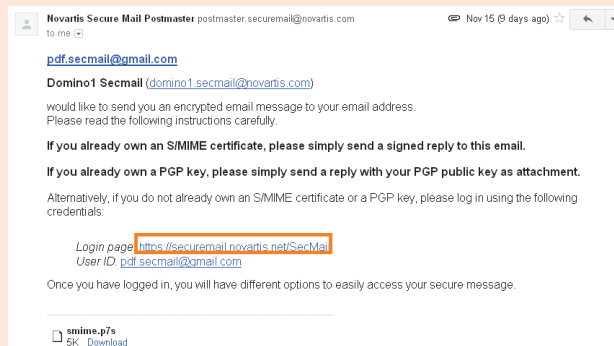 Novartis Secure Mail Postmaster postmaster.securemail@novartis.com Nov 15 (9 days ago)
to me
pdf.secmail@gmail.com
Domino1 Secmail (domino1.secmail@novartis.com)
would like to send you an encrypted email message to your email address.
Please read the following instructions carefully.
If you already own an S/MIME certificate, please simply send a signed reply to this email.
If you already own a PGP key, please simply send a reply with your PGP public key as attachment.
Alternatively, if you do not already own an S/MIME certificate or a PGP key, please log in using the following
credentials:
Login page: https://securemail.novartis.net/SecMail
User ID: pdf.secmail@gmail.com
Once you have logged in, you will have different options to easily access your secure message.
smime.p7s
5K Download